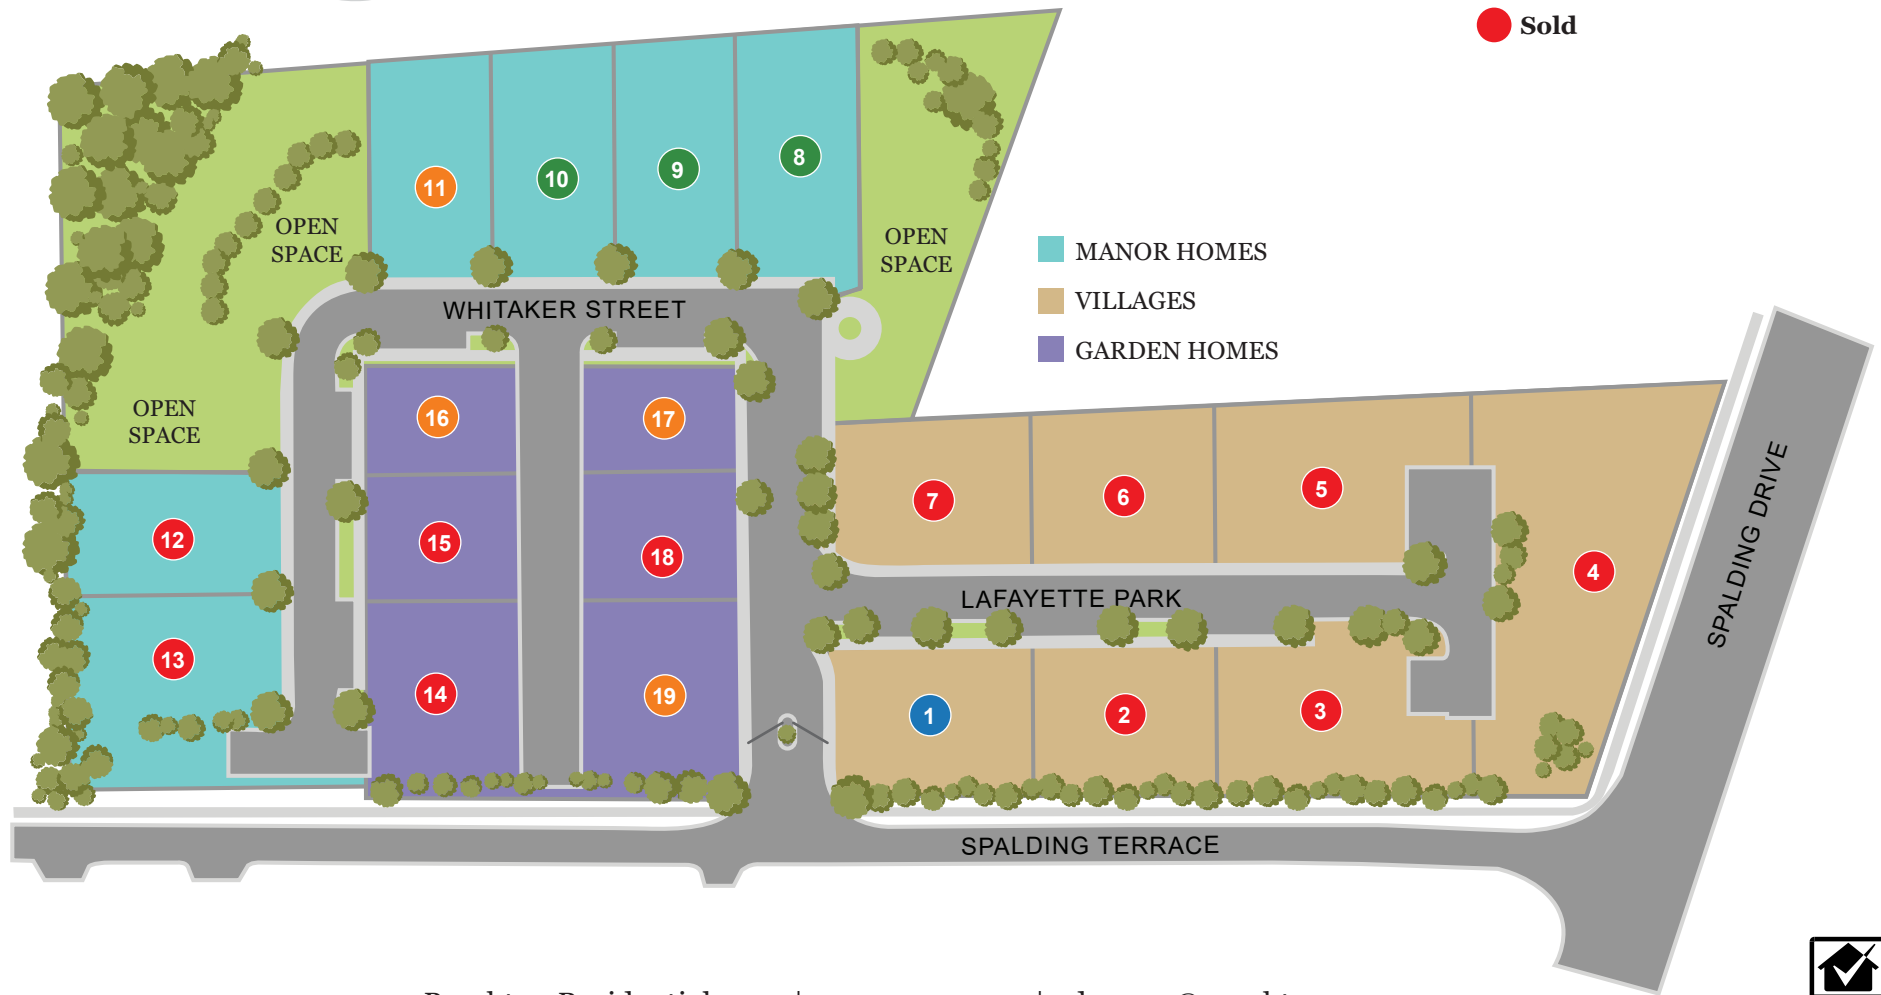 Sold
11
10
9
8
OPEN
SPACE
OPEN
SPACE
MANOR HOMES
VILLAGES
GARDEN HOMES
WHITAKER STREET
OPEN
SPACE
16
17
7
6
5
12
15
18
4
LAFAYETTE PARK
SPALDING DRIVE
13
14
19
1
2
3
SPALDING TERRACE